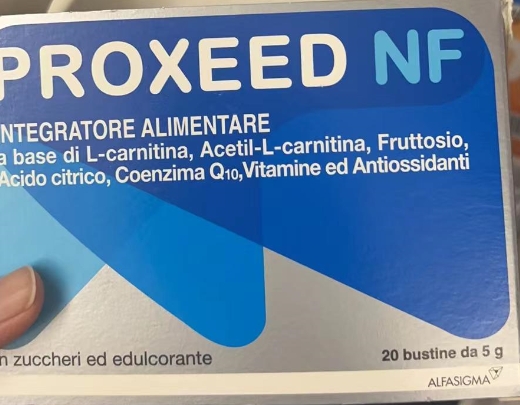 PROXEED NF
INTEGRATORE ALIMENTARE
a base di L-carnitina, Acetil-L-carnitina, Fruttosio,
Acido citrico, Coenzima Q10,Vitamine ed Antiossidanti
n zuccheri ed edulcorante
20 bustine da 5 g
ALFASIGMA